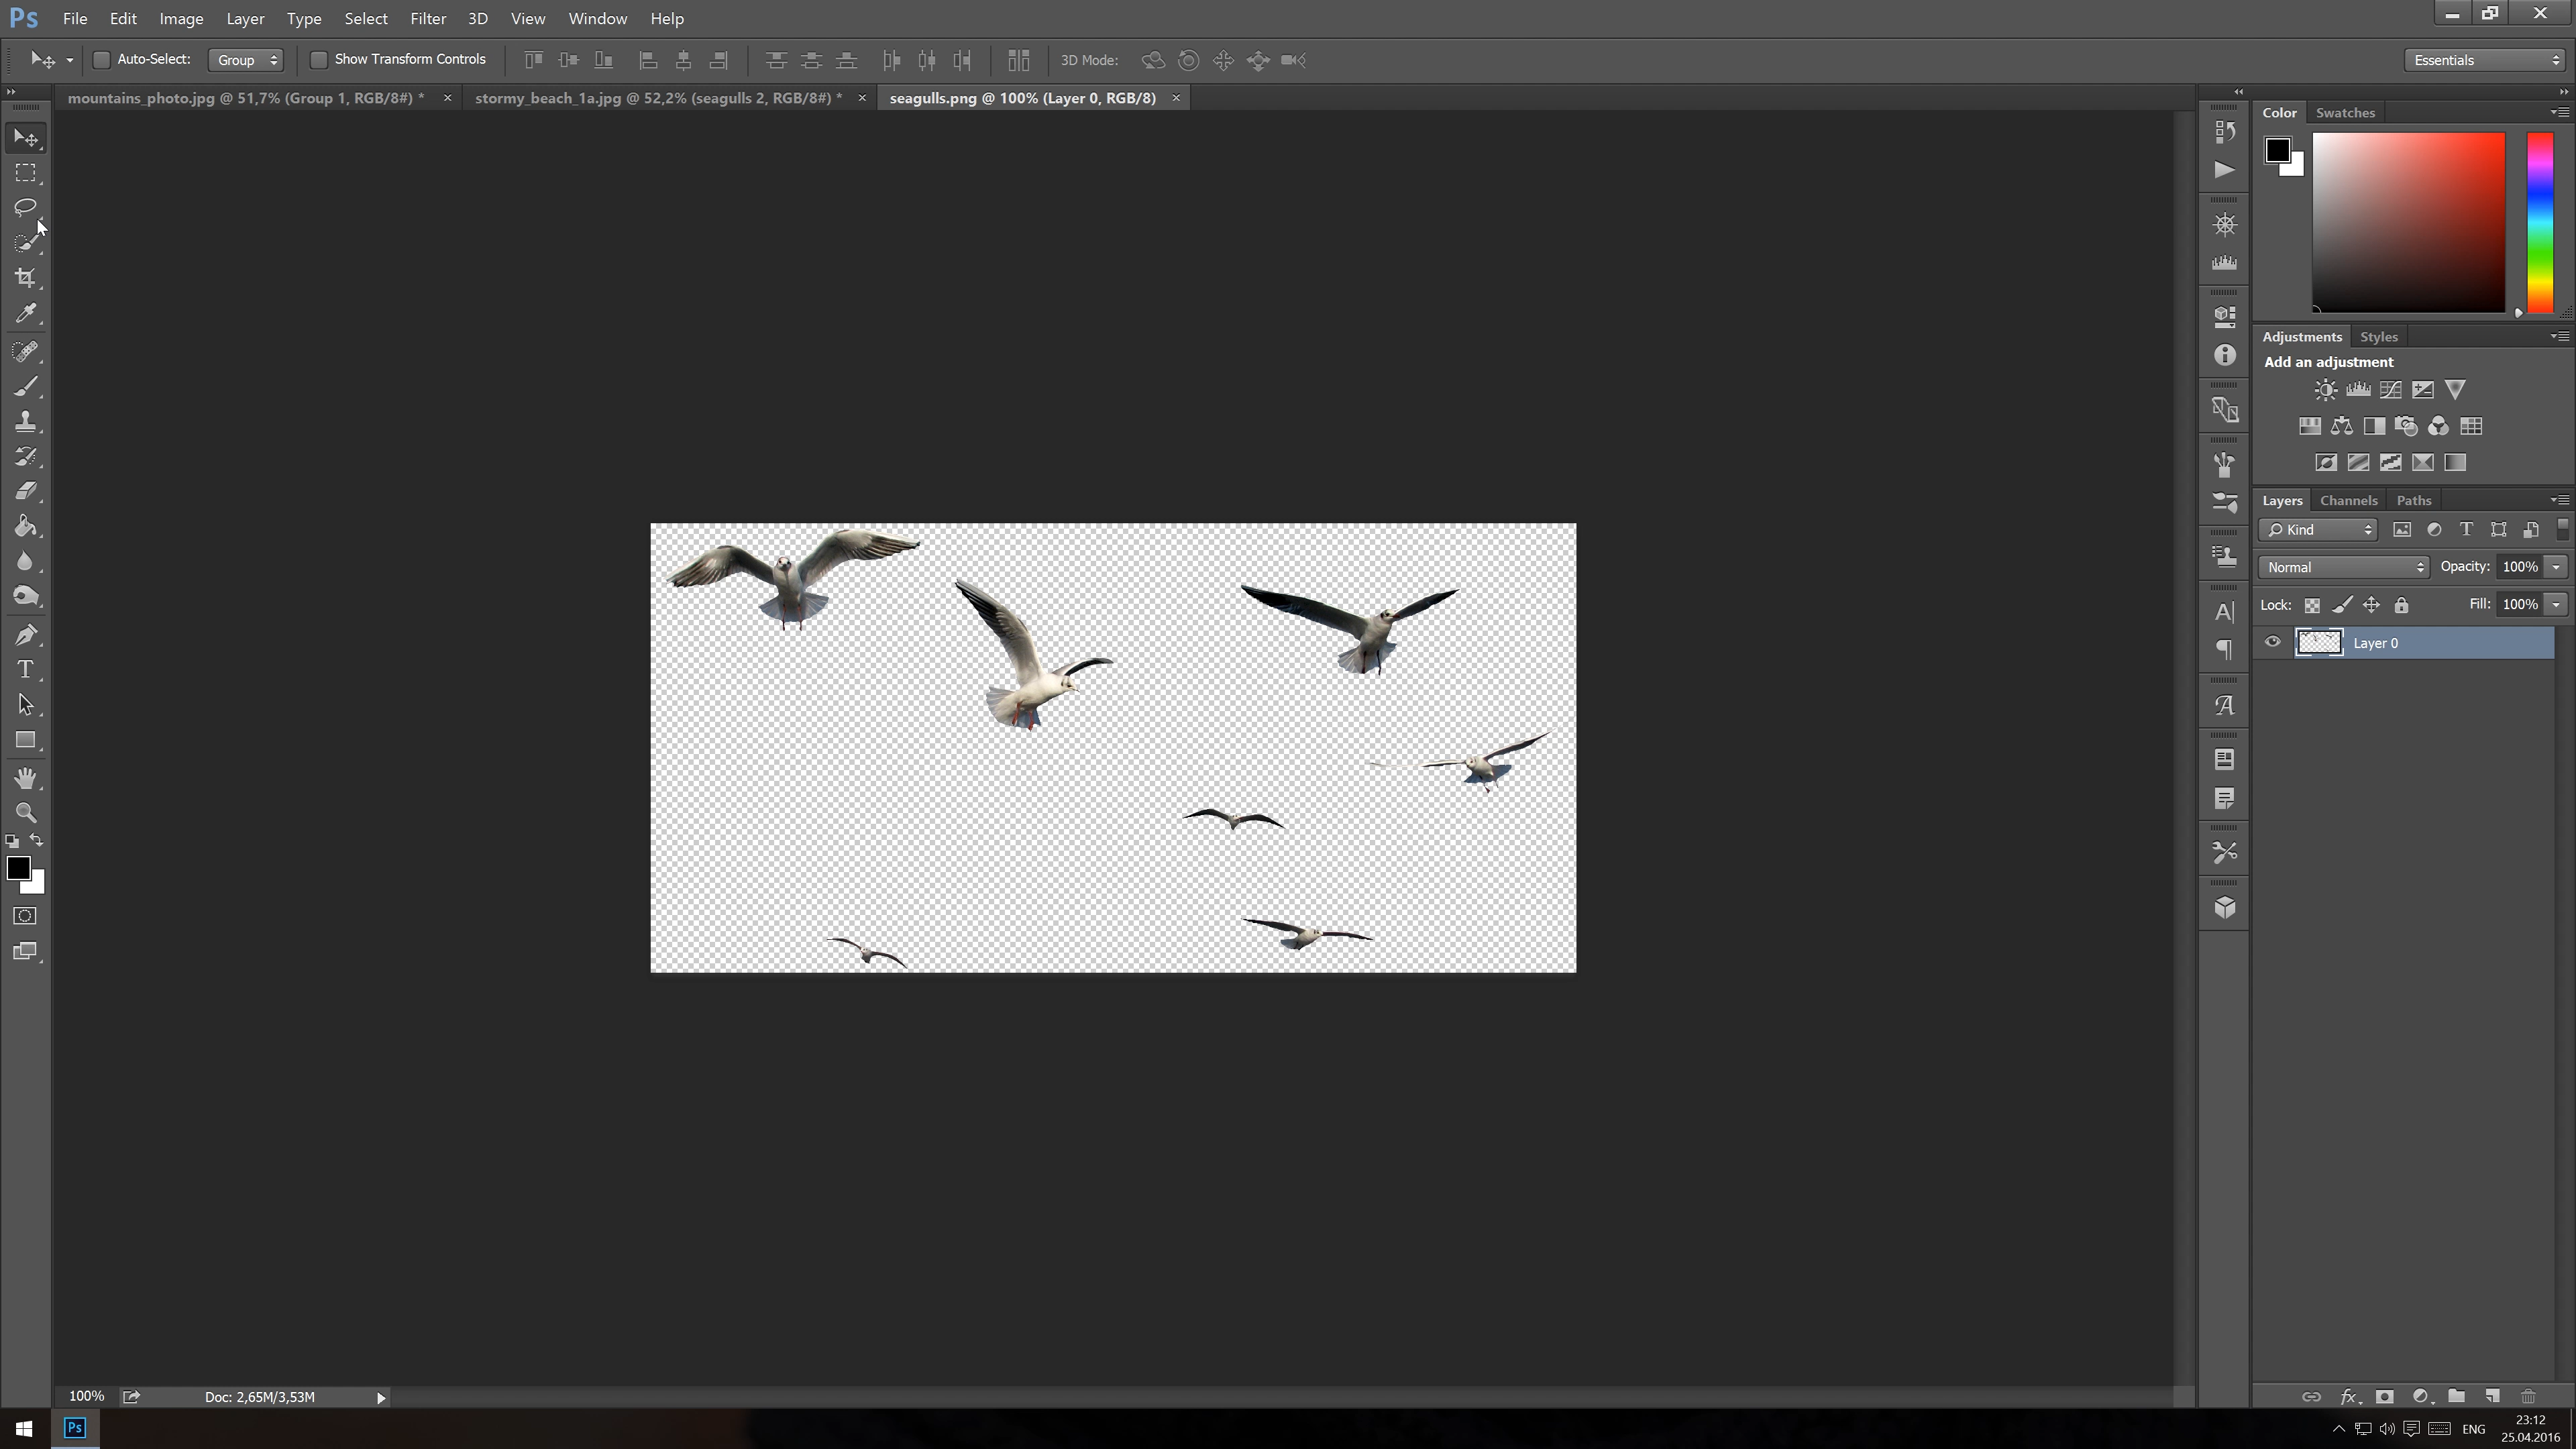 Ps File Edit Image Layer Type Select Filter 3D View Window Help
Auto-Select: Group Show Transform Controls 3D Mode: Essentials
mountains_photo.jpg @ 51,7% (Group 1, RGB/8#) * × stormy_beach_1a.jpg @ 52,2% (seagulls 2, RGB/8#) * × seagulls.png @ 100% (Layer 0, RGB/8) ×
Color Swatches
Adjustments Styles
Add an adjustment
Layers Channels Paths
Kind
Normal Opacity: 100%
Lock: Fill: 100%
Layer 0
100% Doc: 2,65M/3,53M
Ps ENG 23:12
25.04.2016